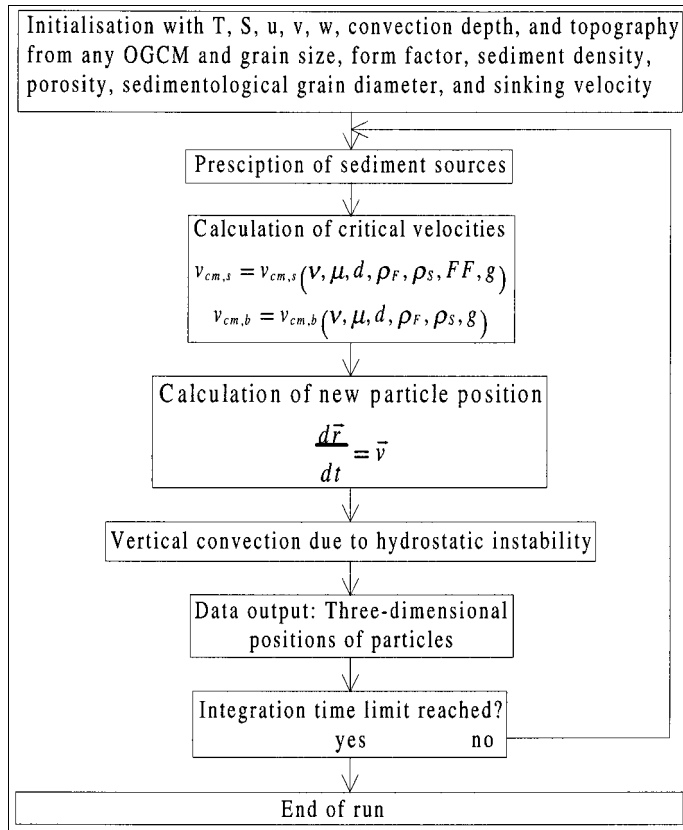 Initialisation with T, S, u, v, w, convection depth, and topography
from any OGCM and grain size, form factor, sediment density,
porosity, sedimentological grain diameter, and sinking velocity
Presciption of sediment sources
Calculation of critical velocities
v_{cm,s} = v_{cm,s}(ν, μ, d, ρ_F, ρ_S, FF, g)
v_{cm,b} = v_{cm,b}(ν, μ, d, ρ_F, ρ_S, g)
Calculation of new particle position
dr⃗/dt = v⃗
Vertical convection due to hydrostatic instability
Data output: Three-dimensional
positions of particles
Integration time limit reached?
yes no
End of run